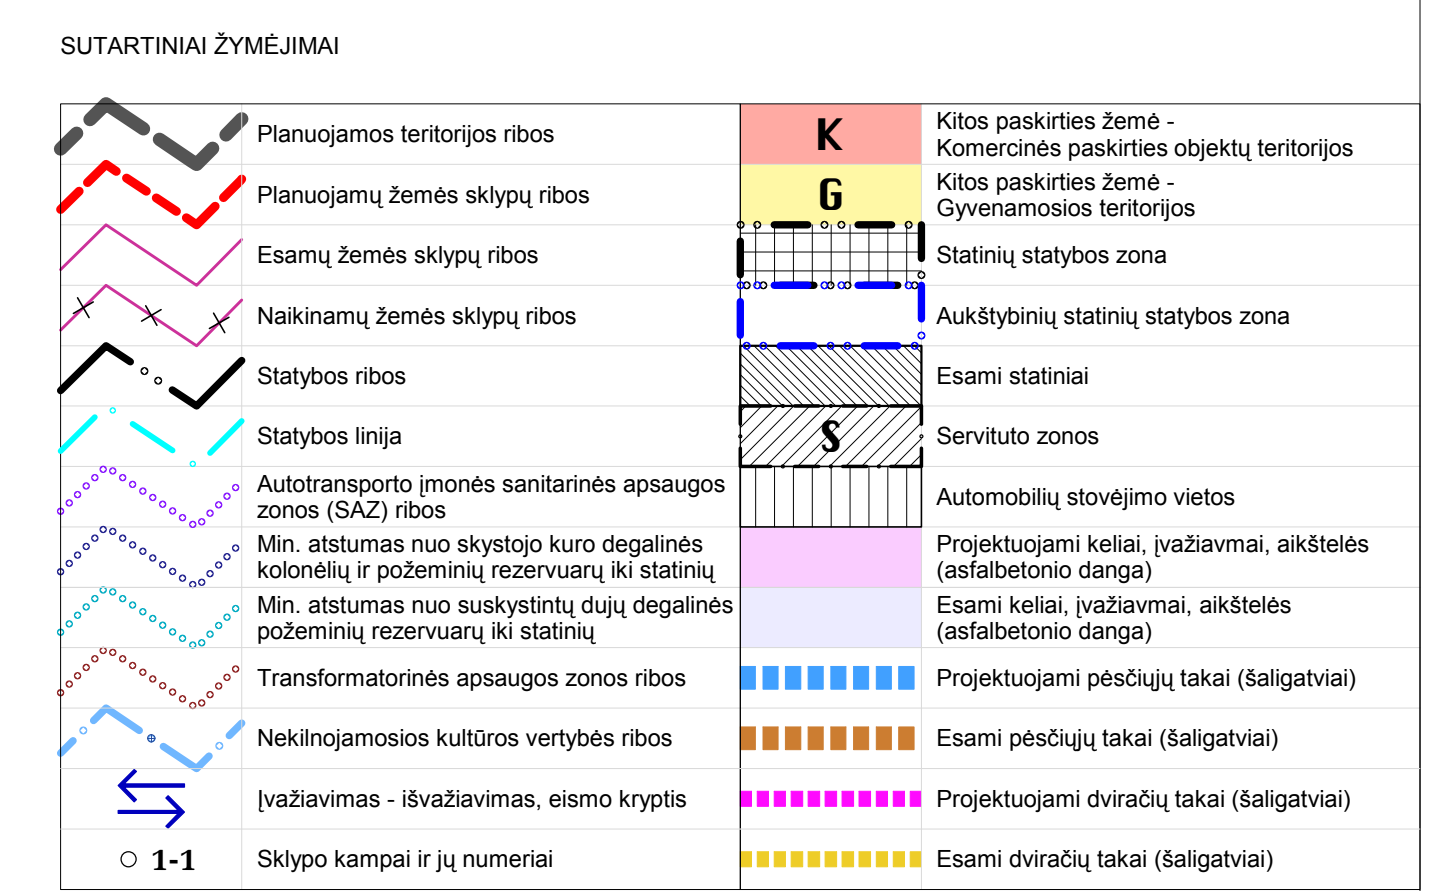 SUTARTINIAI ŽYMĖJIMAI
Planuojamos teritorijos ribos
Planuojamų žemės sklypų ribos
Esamų žemės sklypų ribos
Naikinamų žemės sklypų ribos
Statybos ribos
Statybos linija
Autotransporto įmonės sanitarinės apsaugos
zonos (SAZ) ribos
Min. atstumas nuo skystojo kuro degalinės
kolonėlių ir požeminių rezervuarų iki statinių
Min. atstumas nuo suskystintų dujų degalinės
požeminių rezervuarų iki statinių
Transformatorinės apsaugos zonos ribos
Nekilnojamosios kultūros vertybės ribos
Įvažiavimas - išvažiavimas, eismo kryptis
1-1 Sklypo kampai ir jų numeriai
K
Kitos paskirties žemė -
Komercinės paskirties objektų teritorijos
G
Kitos paskirties žemė -
Gyvenamosios teritorijos
Statinių statybos zona
Aukštybinių statinių statybos zona
Esami statiniai
S Servituto zonos
Automobilių stovėjimo vietos
Projektuojami keliai, įvažiavmai, aikštelės
(asfalbetonio danga)
Esami keliai, įvažiavmai, aikštelės
(asfalbetonio danga)
Projektuojami pėsčiųjų takai (šaligatviai)
Esami pėsčiųjų takai (šaligatviai)
Projektuojami dviračių takai (šaligatviai)
Esami dviračių takai (šaligatviai)